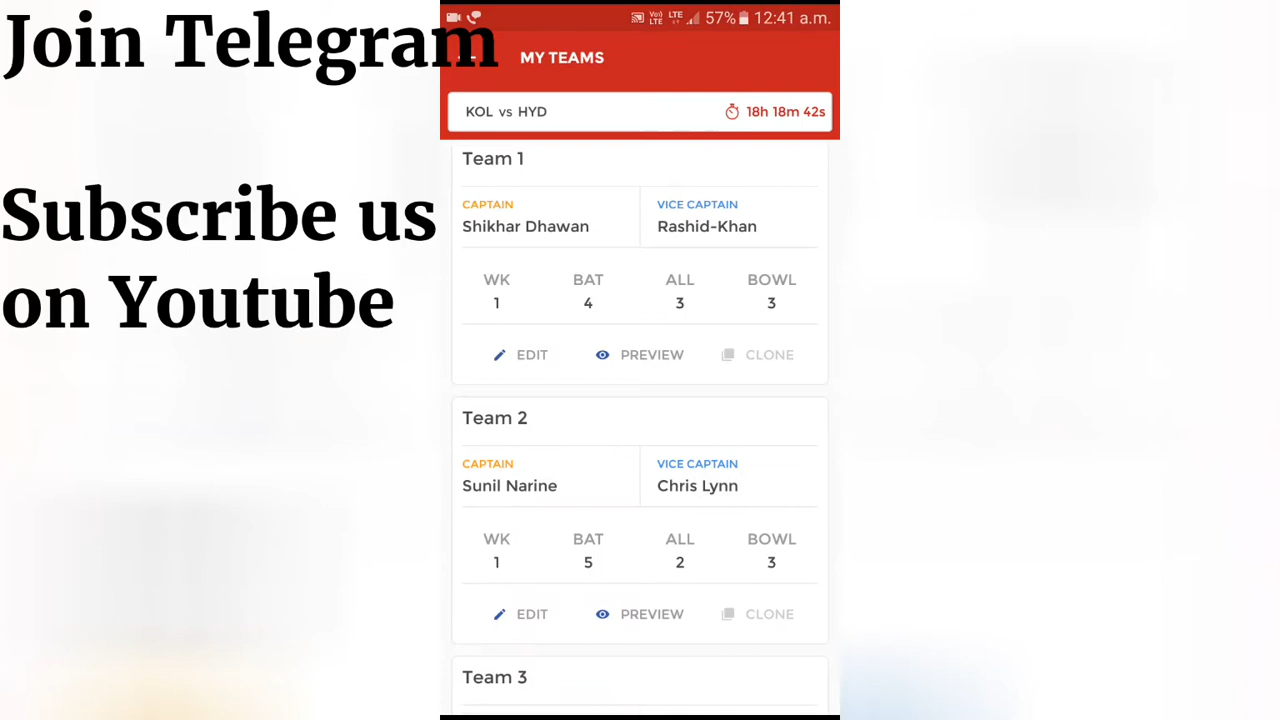 Join Telegram
Subscribe us
on Youtube
Vo)) LTE LTE 57% 12:41 a.m.
MY TEAMS
KOL vs HYD 18h 18m 42s
Team 1
CAPTAIN VICE CAPTAIN
Shikhar Dhawan Rashid-Khan
WK BAT ALL BOWL
1 4 3 3
EDIT PREVIEW CLONE
Team 2
CAPTAIN VICE CAPTAIN
Sunil Narine Chris Lynn
WK BAT ALL BOWL
1 5 2 3
EDIT PREVIEW CLONE
Team 3